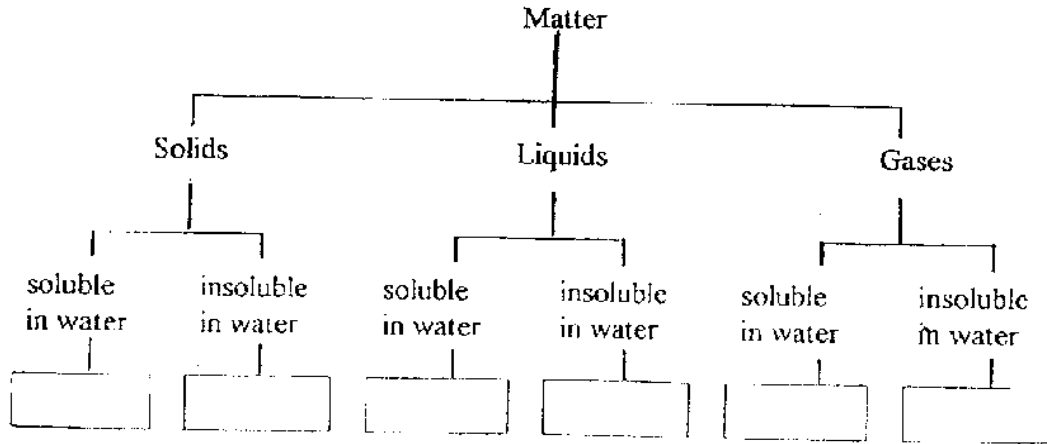 Matter
Solids
Liquids
Gases
soluble
in water
insoluble
in water
soluble
in water
insoluble
in water
soluble
in water
insoluble
in water